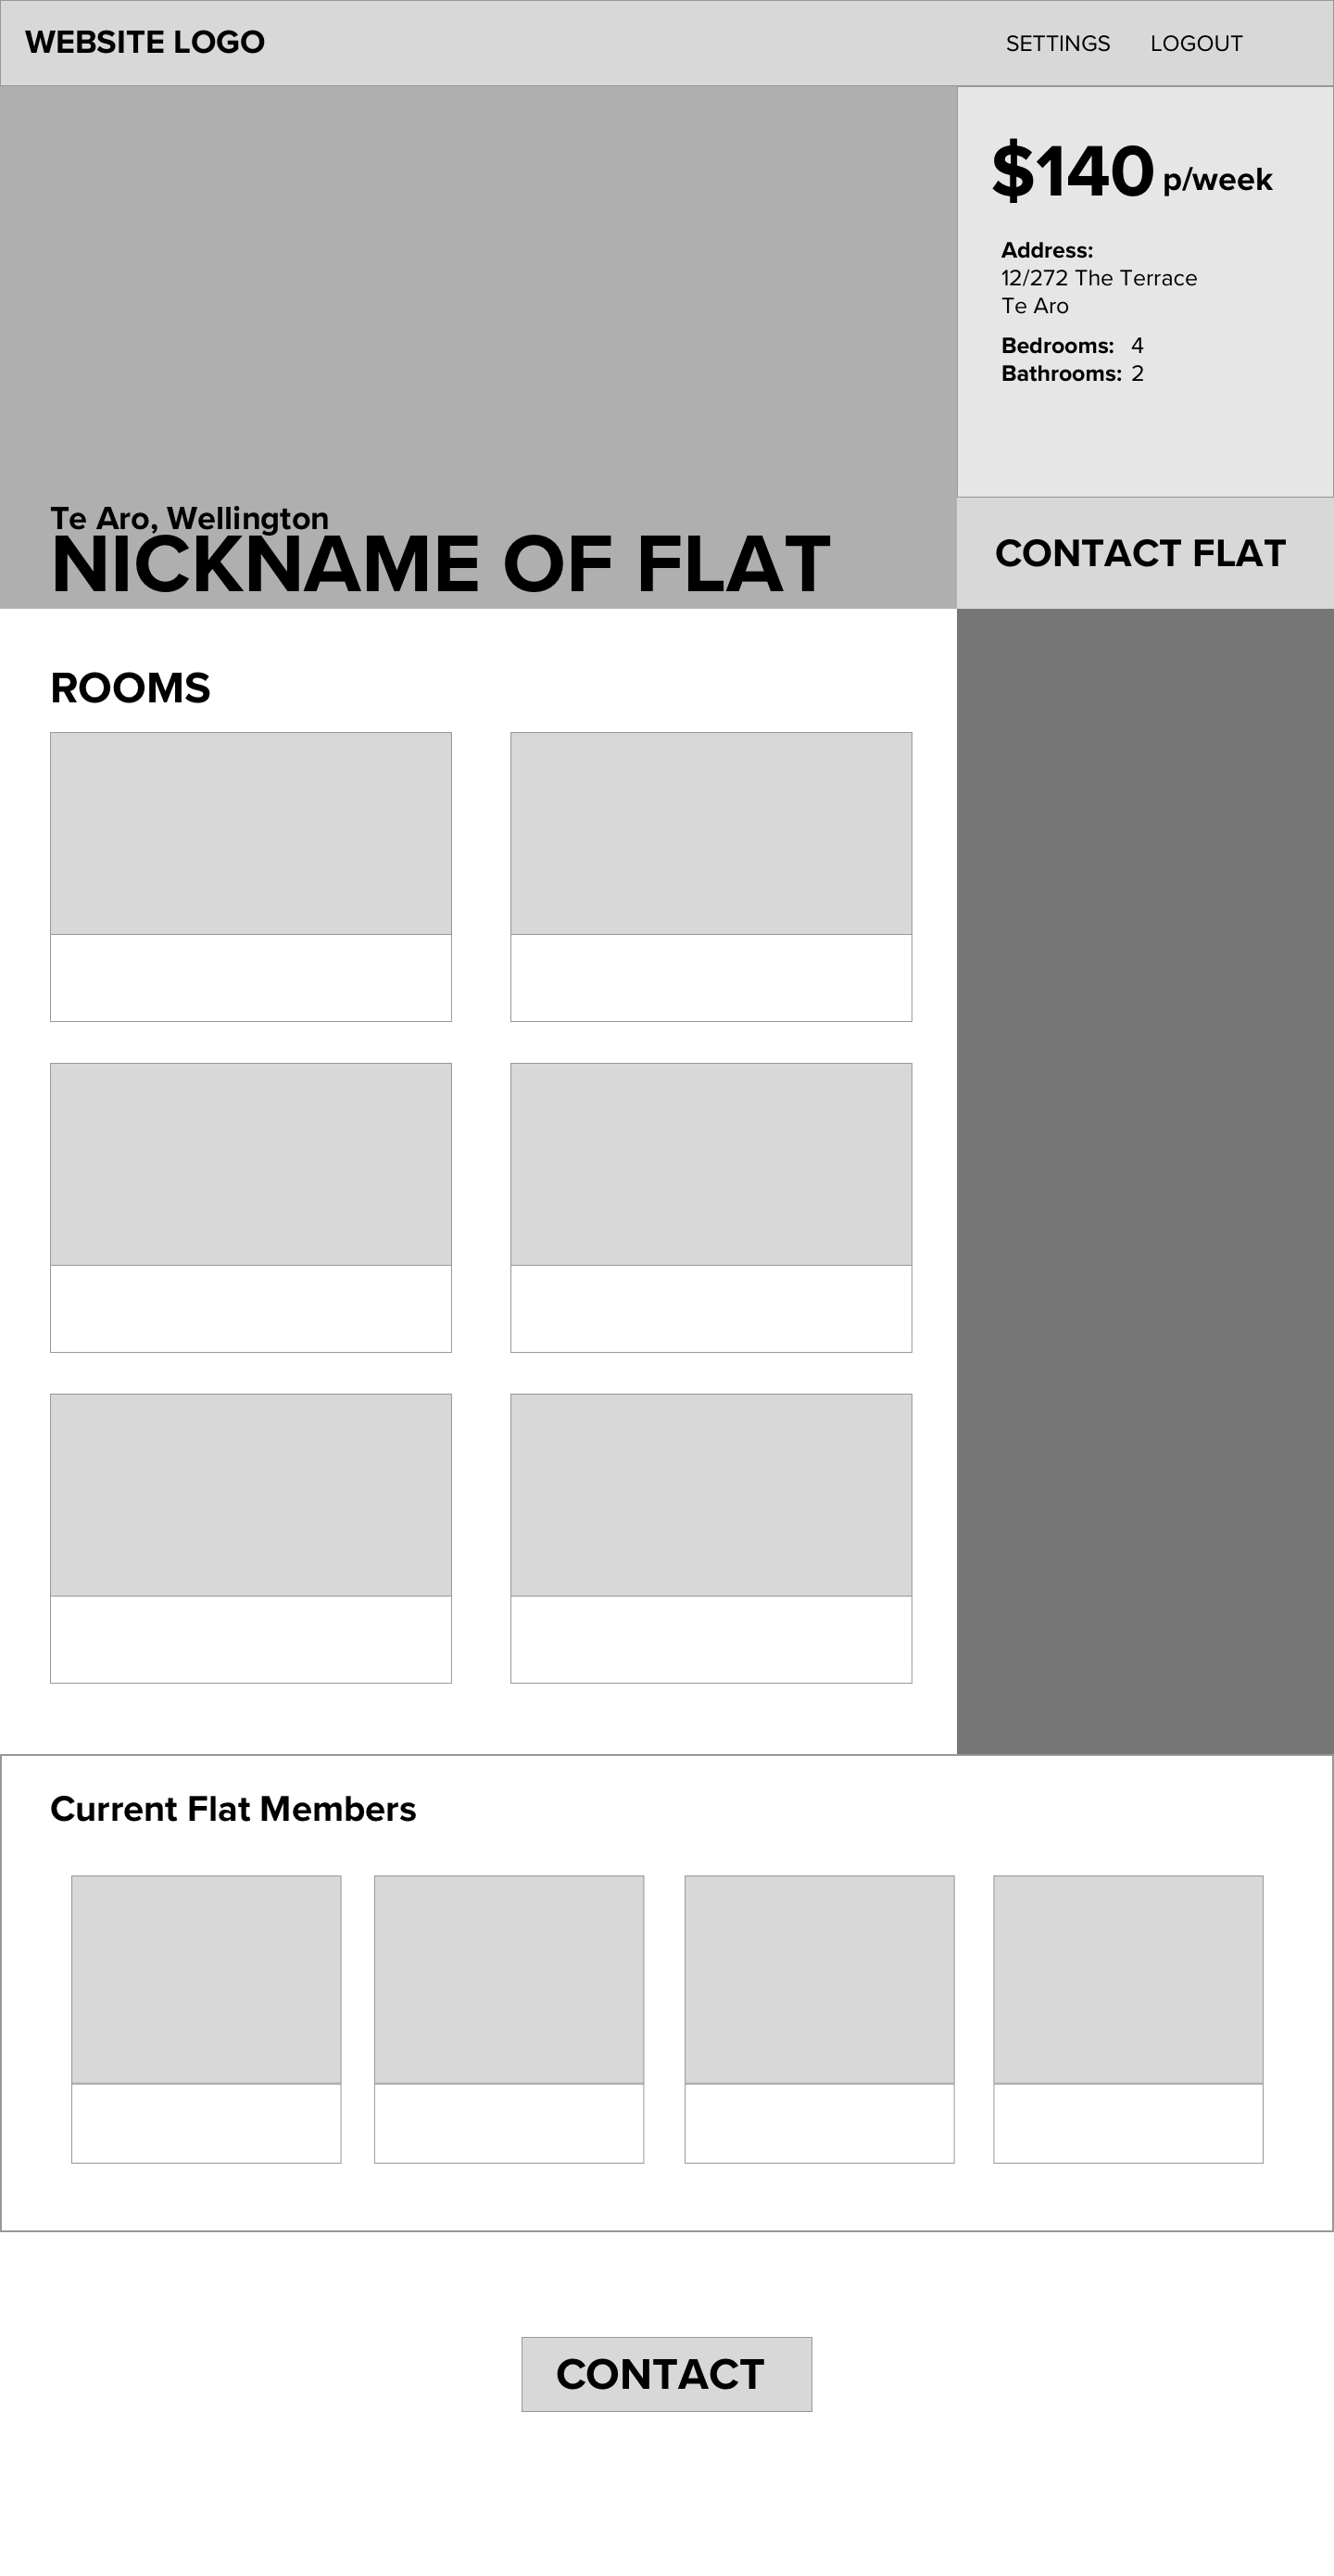 WEBSITE LOGO
SETTINGS LOGOUT
$140 p/week
Address:
12/272 The Terrace
Te Aro
Bedrooms: 4
Bathrooms: 2
Te Aro, Wellington
NICKNAME OF FLAT
CONTACT FLAT
ROOMS
Current Flat Members
CONTACT